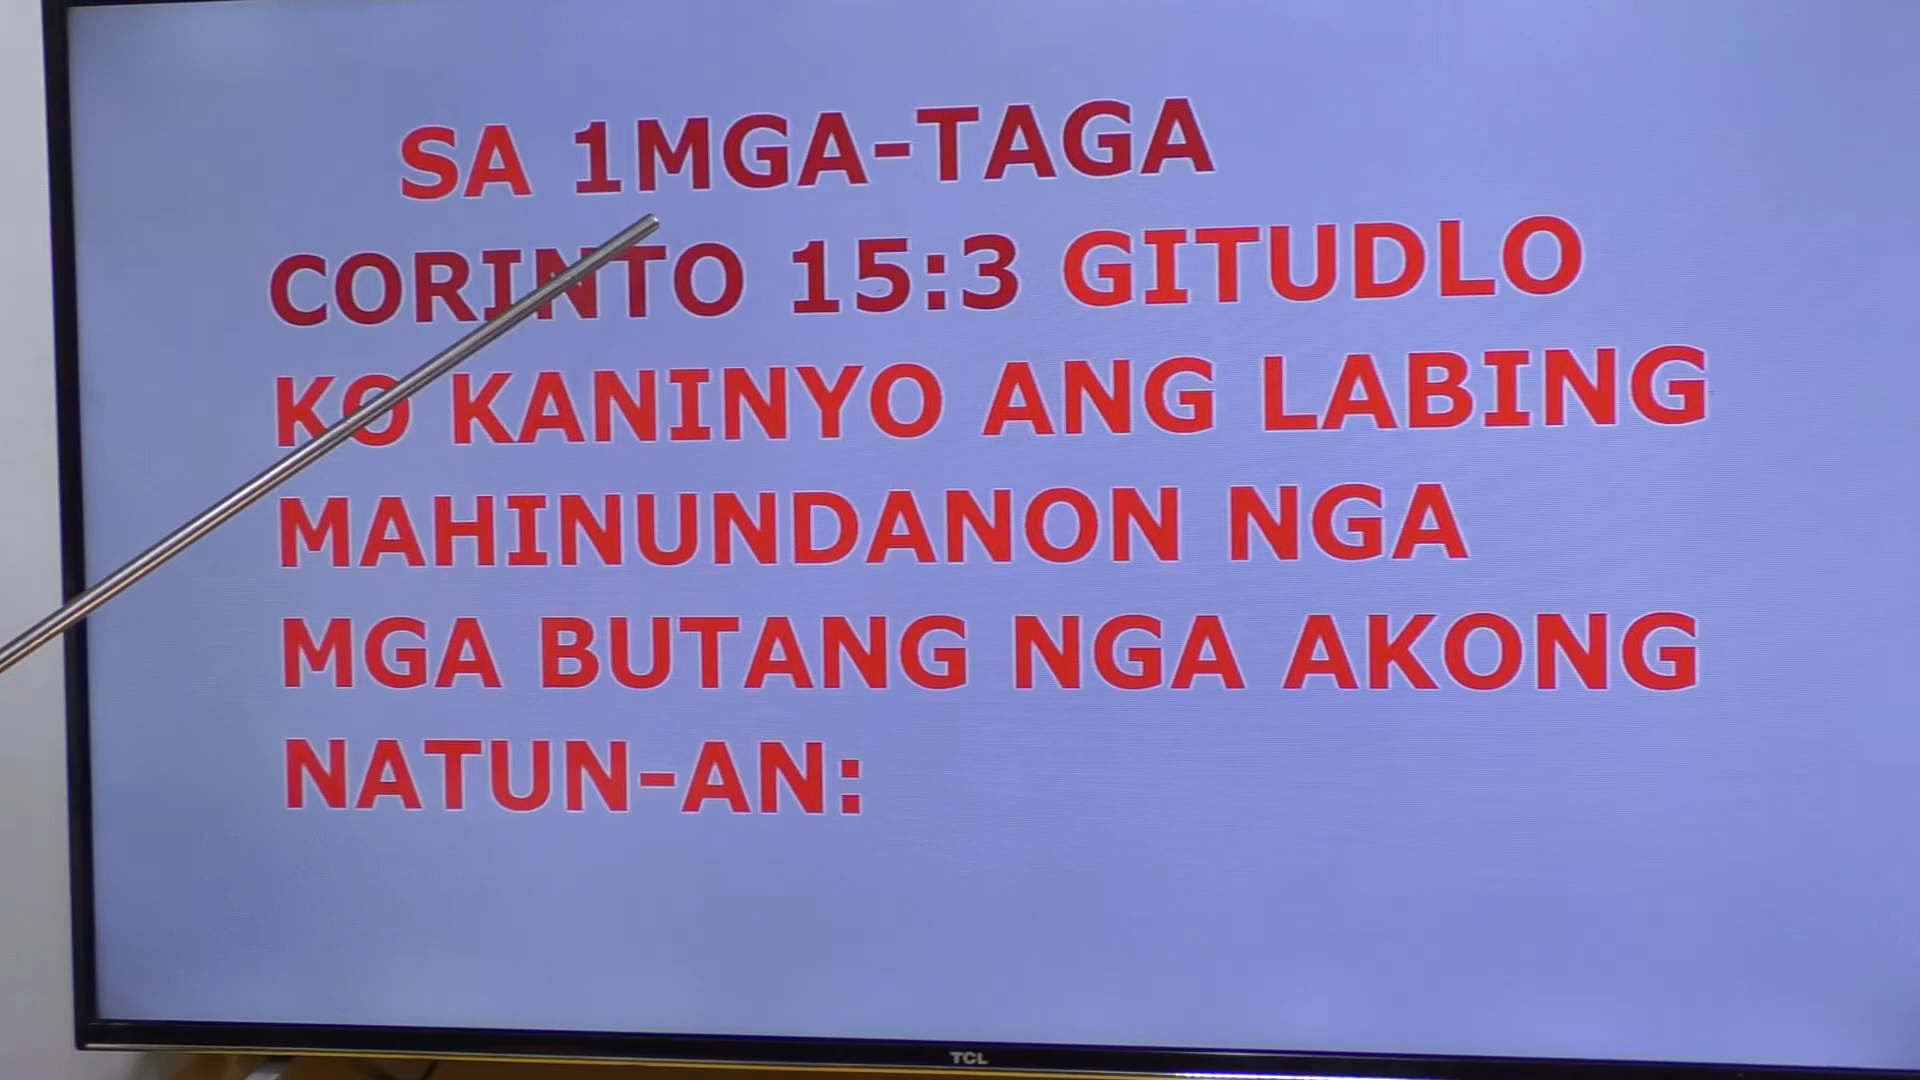 SA 1MGA-TAGA
CORINTO 15:3 GITUDLO
KO KANINYO ANG LABING
MAHINUNDANON NGA
MGA BUTANG NGA AKONG
NATUN-AN:
TCL